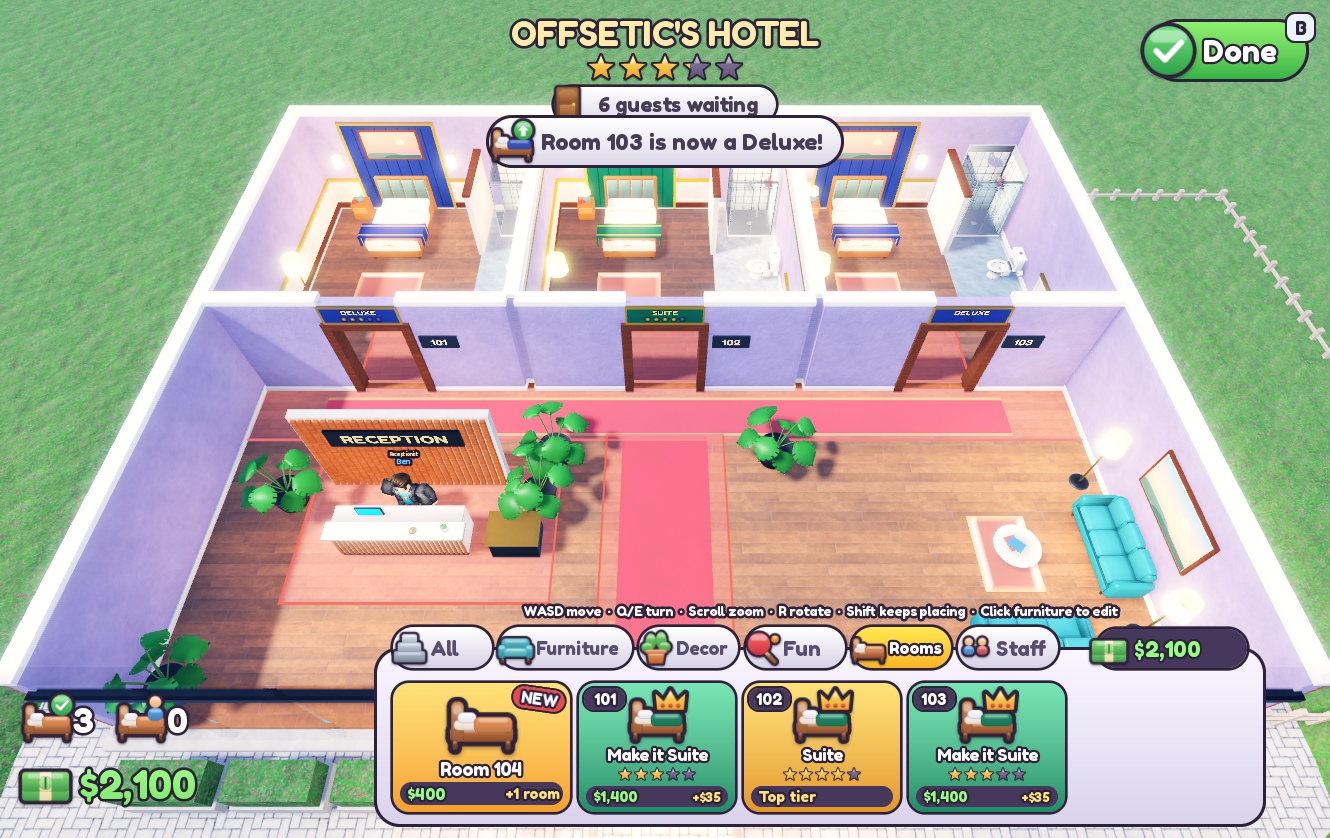 OFFSETIC'S HOTEL
B
Done
6 guests waiting
Room 103 is now a Deluxe!
DELUXE
SUITE
DELUXE
101
102
103
RECEPTION
Receptionist
Ben
WASD move • Q/E turn • Scroll zoom • R rotate • Shift keeps placing • Click furniture to edit
All
Furniture
Decor
Fun
Rooms
Staff
$2,100
3
0
$2,100
NEW
Room 104
$400
+1 room
101
Make it Suite
$1,400
+$35
102
Suite
Top tier
103
Make it Suite
$1,400
+$35